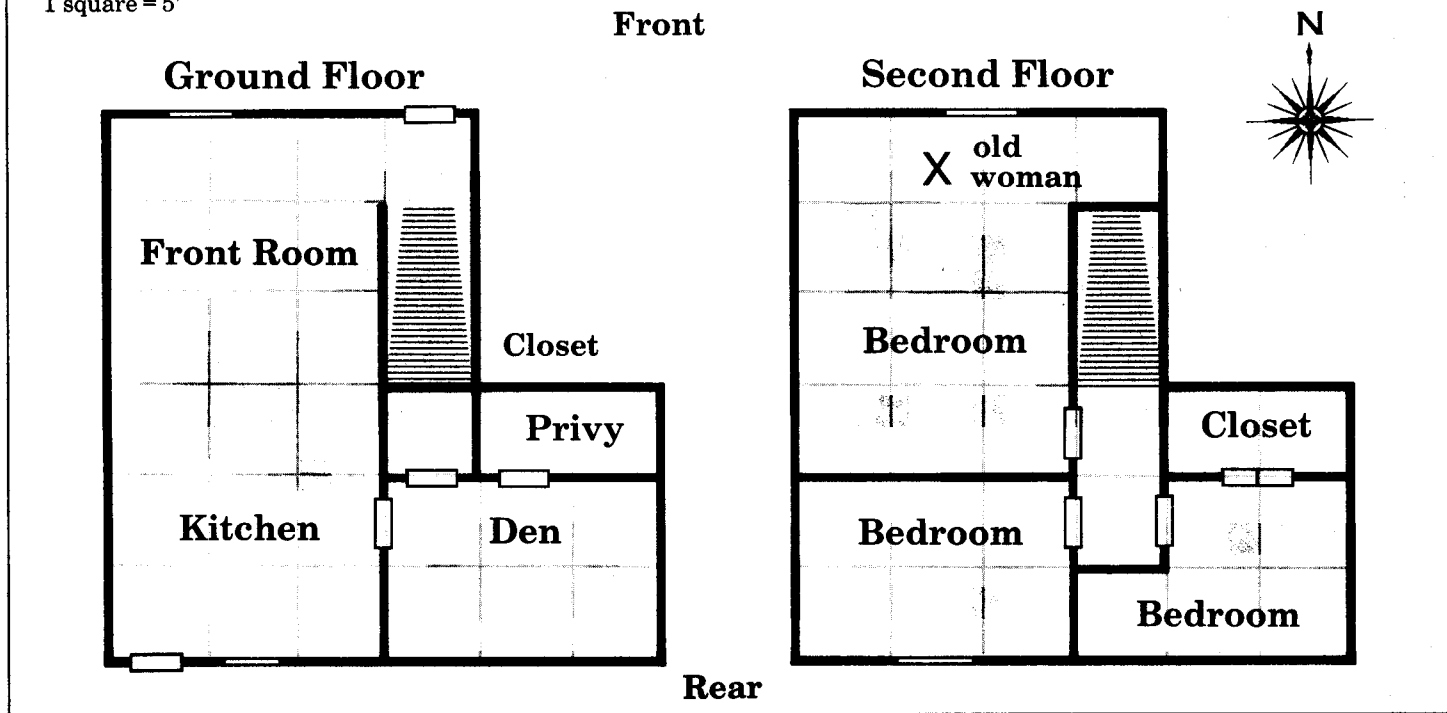 1 square = 5'
Front
N
Ground Floor
Second Floor
X old
woman
Front Room
Closet
Bedroom
Privy
Closet
Kitchen
Den
Bedroom
Bedroom
Rear